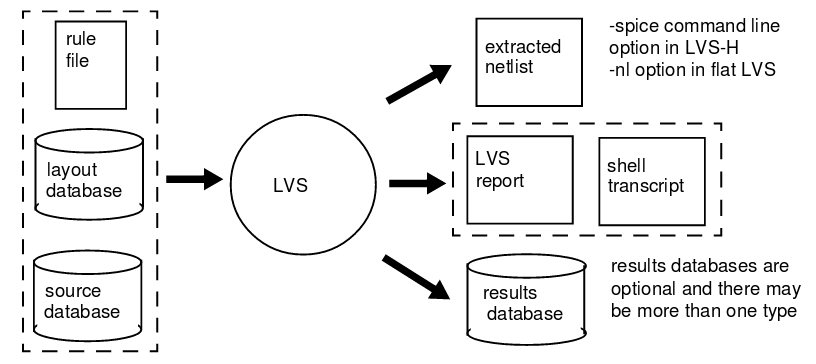 rule
file
layout
database
source
database
LVS
extracted
netlist
-spice command line
option in LVS-H
-nl option in flat LVS
LVS
report
shell
transcript
results
database
results databases are
optional and there may
be more than one type